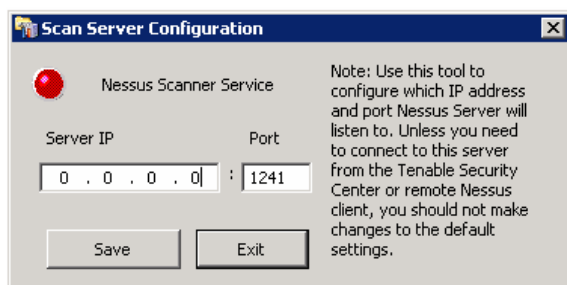 Scan Server Configuration
Nessus Scanner Service
Server IP
Port
0 . 0 . 0 . 0 : 1241
Save
Exit
Note: Use this tool to
configure which IP address
and port Nessus Server will
listen to. Unless you need
to connect to this server
from the Tenable Security
Center or remote Nessus
client, you should not make
changes to the default
settings.